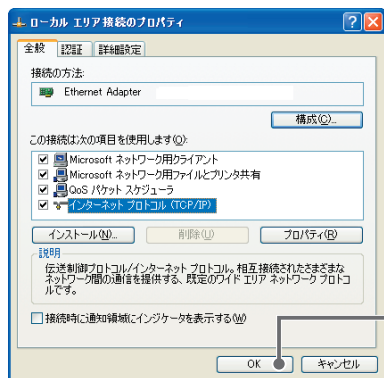 ローカル エリア接続のプロパティ
全般 認証 詳細設定
接続の方法:
Ethernet Adapter
構成(C)...
この接続は次の項目を使用します(O):
Microsoft ネットワーク用クライアント
Microsoft ネットワーク用ファイルとプリンタ共有
QoS パケット スケジューラ
インターネット プロトコル (TCP/IP)
インストール(N)... 削除(U) プロパティ(R)
説明
伝送制御プロトコル/インターネット プロトコル。相互接続されたさまざまな
ネットワーク間の通信を提供する、既定のワイド エリア ネットワーク プロトコ
ルです。
接続時に通知領域にインジケータを表示する(W)
OK キャンセル